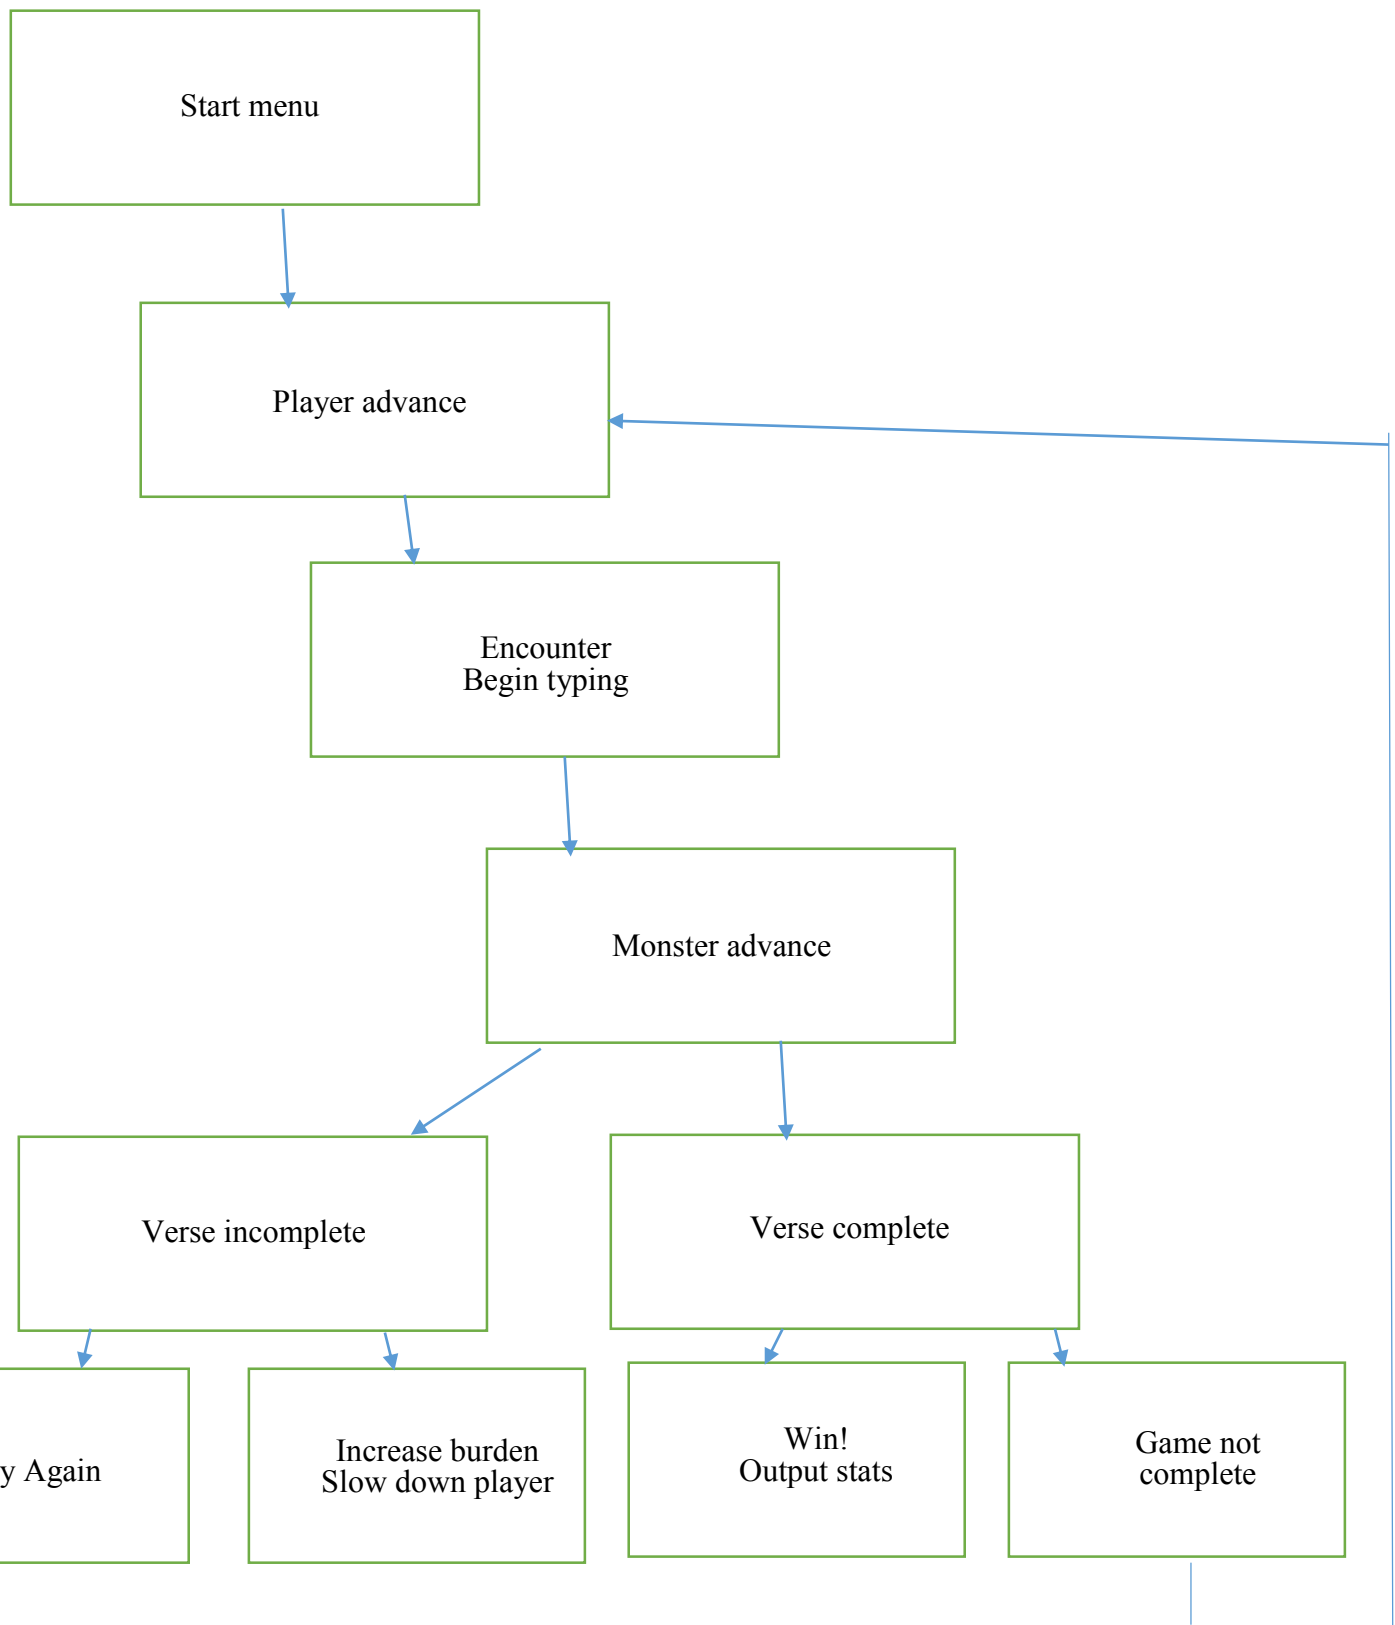 Start menu
Player advance
Encounter
Begin typing
Monster advance
Verse incomplete
Verse complete
Again
Increase burden
Slow down player
Win!
Output stats
Game not
complete